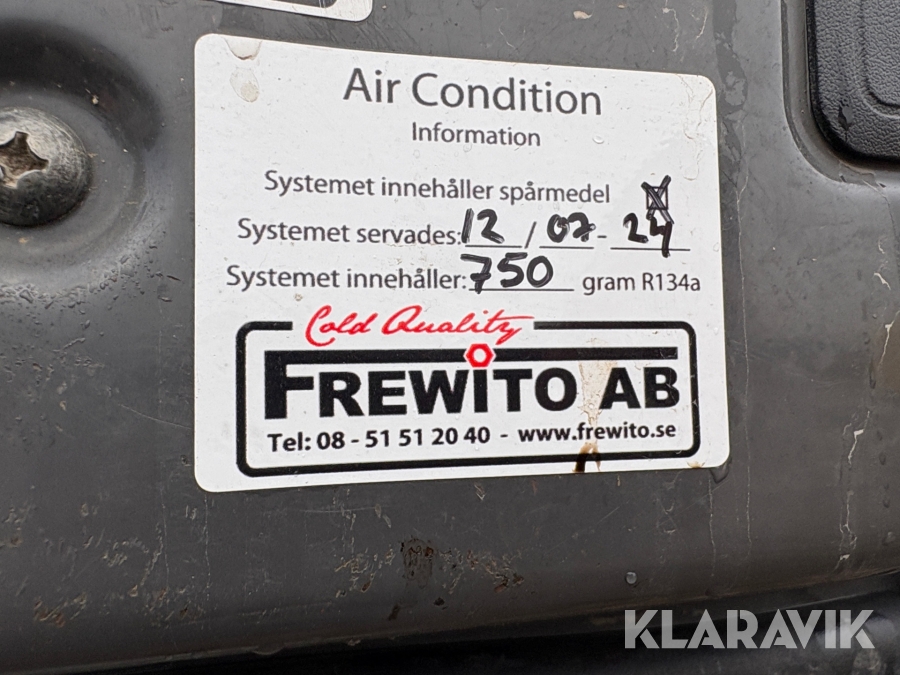 Air Condition
Information
Systemet innehåller spårmedel
Systemet servades: 12 / 07 - 24
Systemet innehåller: 750 gram R134a
Cold Quality
FREWITO AB
Tel: 08 - 51 51 20 40 - www.frewito.se
KLARAVIK